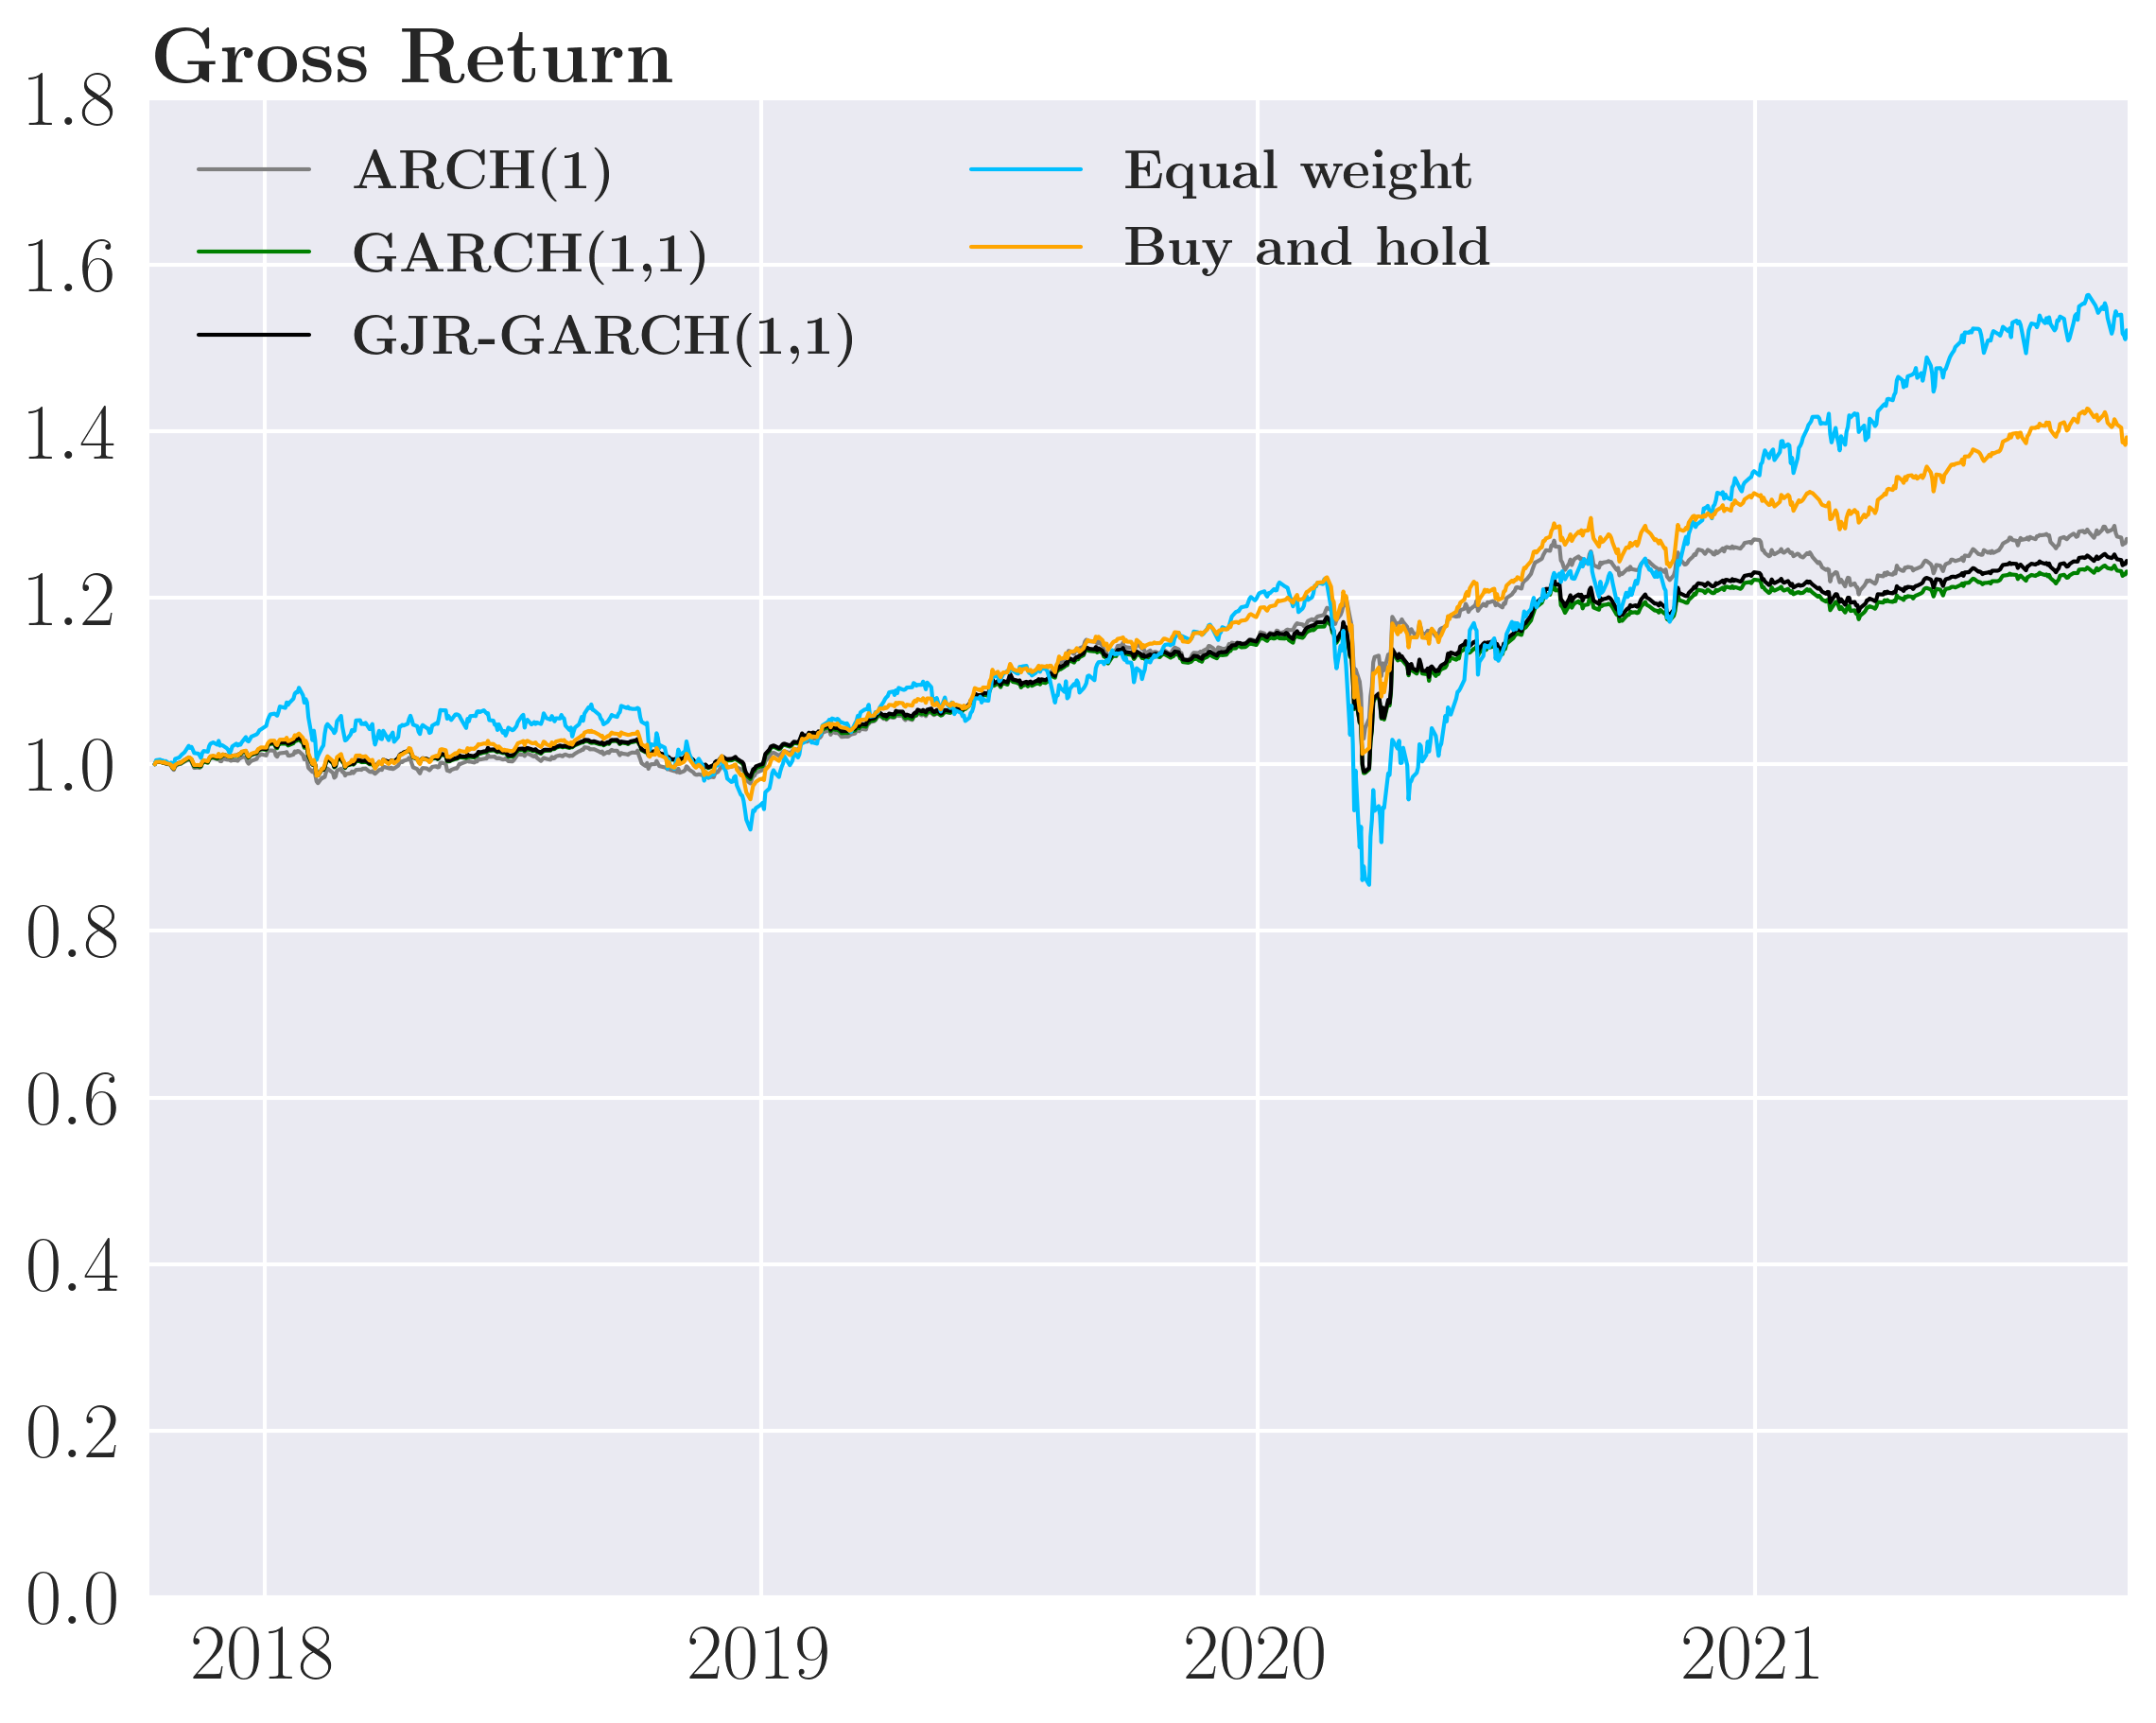 Gross Return
1.8
1.6
1.4
1.2
1.0
0.8
0.6
0.4
0.2
0.0
ARCH(1)
GARCH(1,1)
GJR-GARCH(1,1)
Equal weight
Buy and hold
2018 2019 2020 2021